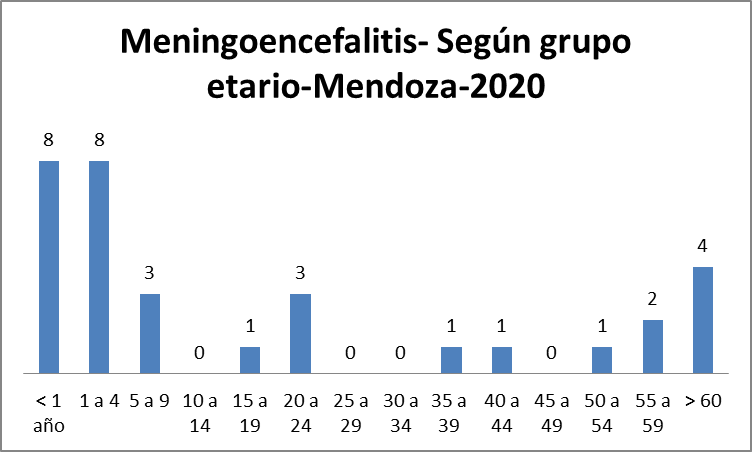 Meningoencefalitis- Según grupo
etario-Mendoza-2020
8 8 3 0 1 3 0 0 1 1 0 1 2 4
< 1 año 1 a 4 5 a 9 10 a 14 15 a 19 20 a 24 25 a 29 30 a 34 35 a 39 40 a 44 45 a 49 50 a 54 55 a 59 > 60